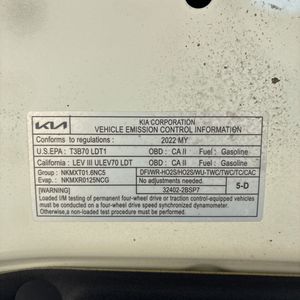 KIA
KIA CORPORATION
VEHICLE EMISSION CONTROL INFORMATION
Conforms to regulations : 2022 MY
U.S.EPA : T3B70 LDT1 OBD : CA II Fuel : Gasoline
California : LEV III ULEV70 LDT OBD : CA II Fuel : Gasoline
Group : NKMXT01.6NC5 DFI/WR-HO2S/HO2S/WU-TWC/TWC/TC/CAC
Evap. : NKMXR0125NCG No adjustments needed. 5-D
32402-2BSP7
WARNING :
Loaded I/M testing of permanent four-wheel drive or traction control-equipped vehicles
must be conducted on a four-wheel drive speed synchronized dynamometer.
Otherwise, a non-loaded test must be conducted.